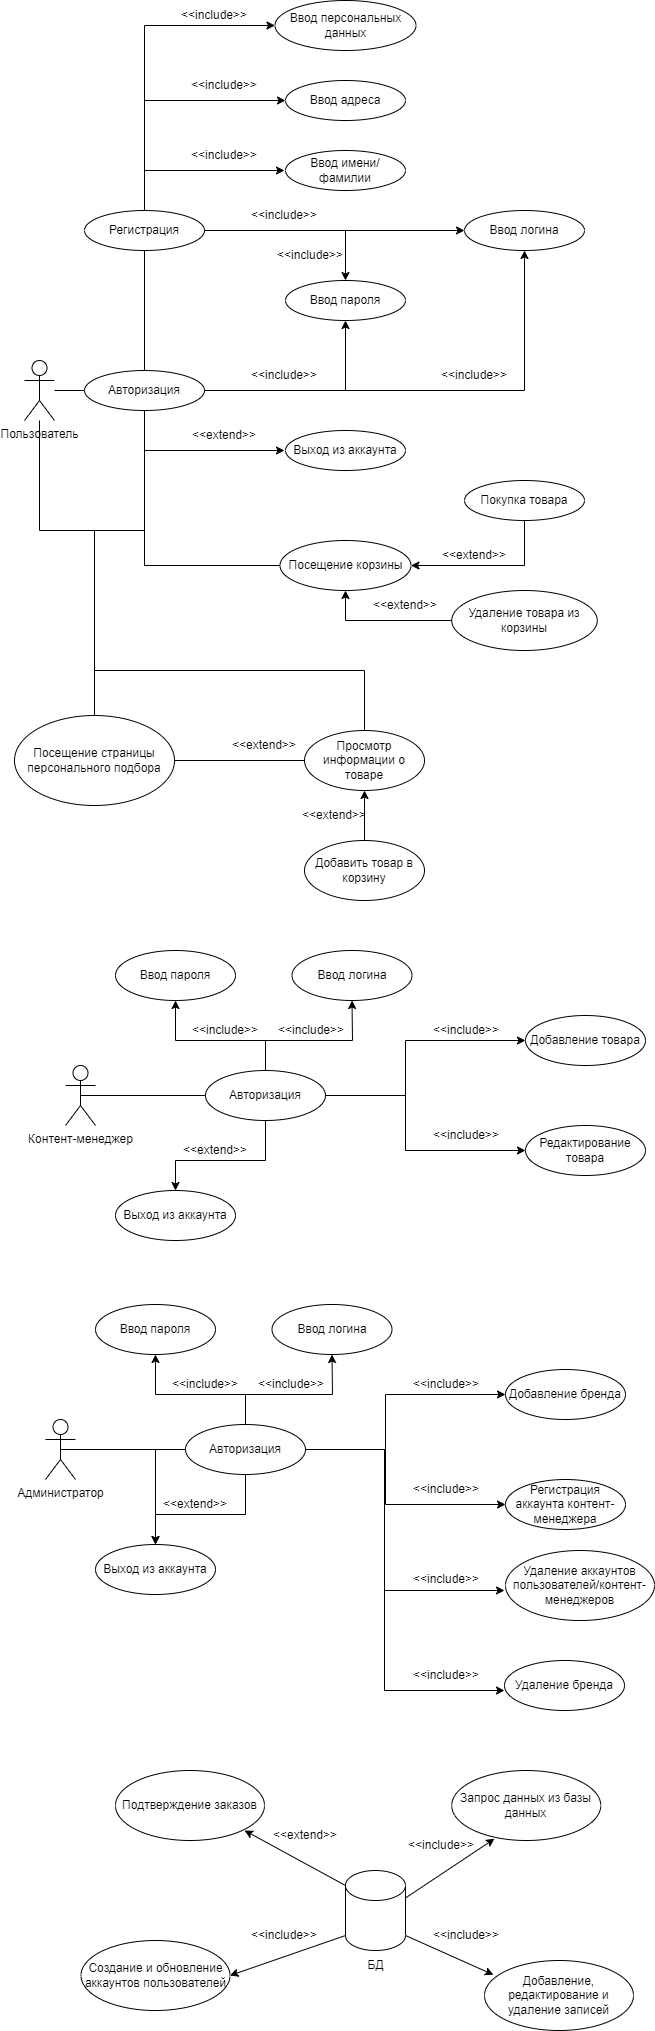 <<include>>
Ввод персональных
данных
<<include>>
Ввод адреса
<<include>>
Ввод имени/
фамилии
<<include>>
Регистрация
Ввод логина
<<include>>
Ввод пароля
<<include>>
<<include>>
Авторизация
Пользователь
<<extend>>
Выход из аккаунта
Покупка товара
<<extend>>
Посещение корзины
<<extend>>
Удаление товара из
корзины
Посещение страницы
персонального подбора
<<extend>>
Просмотр
информации о
товаре
<<extend>>
Добавить товар в
корзину
Ввод пароля
Ввод логина
<<include>>
<<include>>
<<include>>
Добавление товара
Авторизация
Контент-менеджер
<<include>>
Редактирование
товара
<<extend>>
Выход из аккаунта
Ввод пароля
Ввод логина
<<include>>
<<include>>
<<include>>
Добавление бренда
Авторизация
Администратор
<<include>>
Регистрация
аккаунта контент-
менеджера
<<extend>>
Выход из аккаунта
<<include>>
Удаление аккаунтов
пользователей/контент-
менеджеров
<<include>>
Удаление бренда
Подтверждение заказов
Запрос данных из базы
данных
<<extend>>
<<include>>
<<include>>
<<include>>
БД
Создание и обновление
аккаунтов пользователей
Добавление,
редактирование и
удаление записей